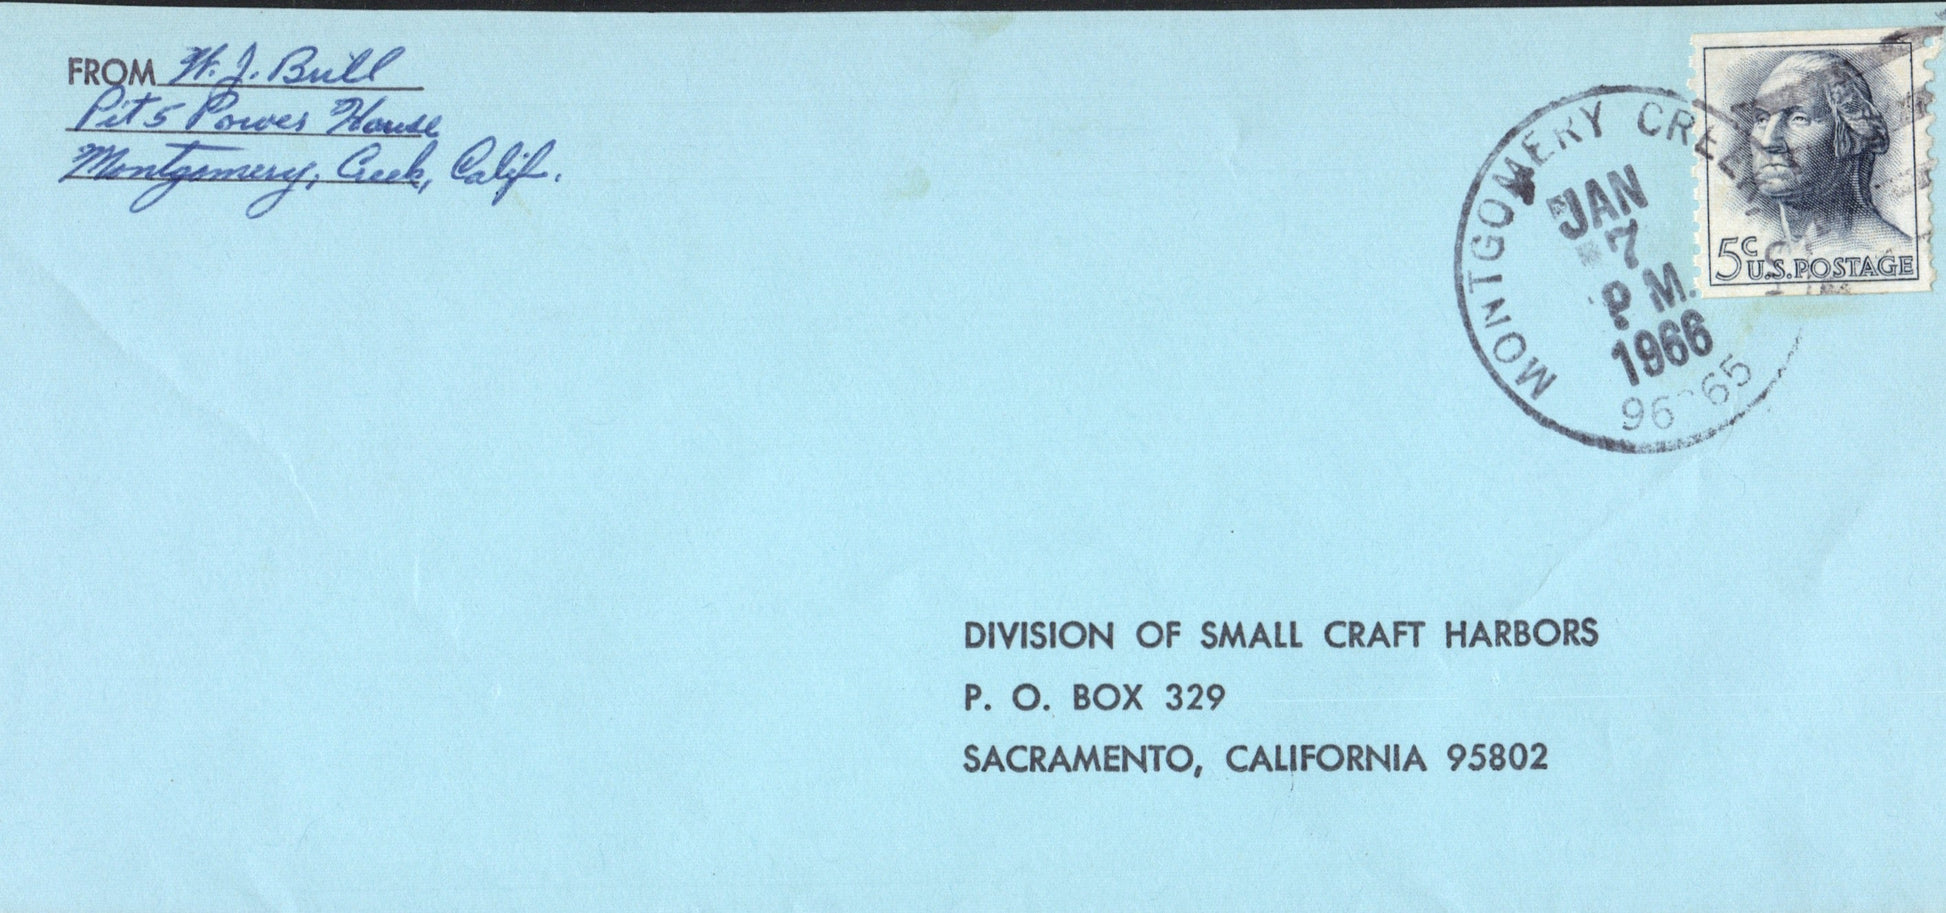 FROM W. J. Bull
Pit 5 Power House
Montgomery, Creek, Calif.
MONTGOMERY CREEK
JAN
7
P M.
1966
5c
U.S. POSTAGE
DIVISION OF SMALL CRAFT HARBORS
P. O. BOX 329
SACRAMENTO, CALIFORNIA 95802